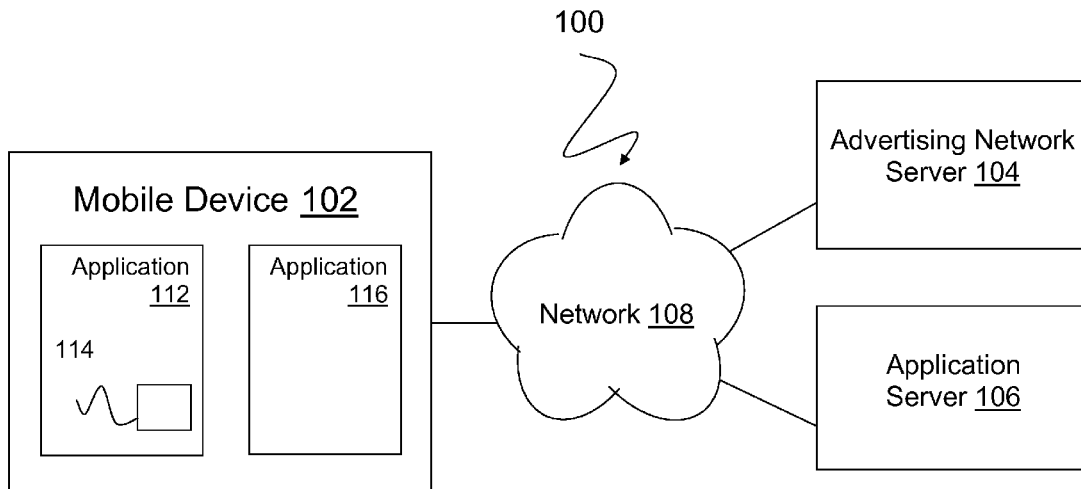 100
Advertising Network
Server 104
Mobile Device 102
Application
112
Application
116
114
Network 108
Application
Server 106